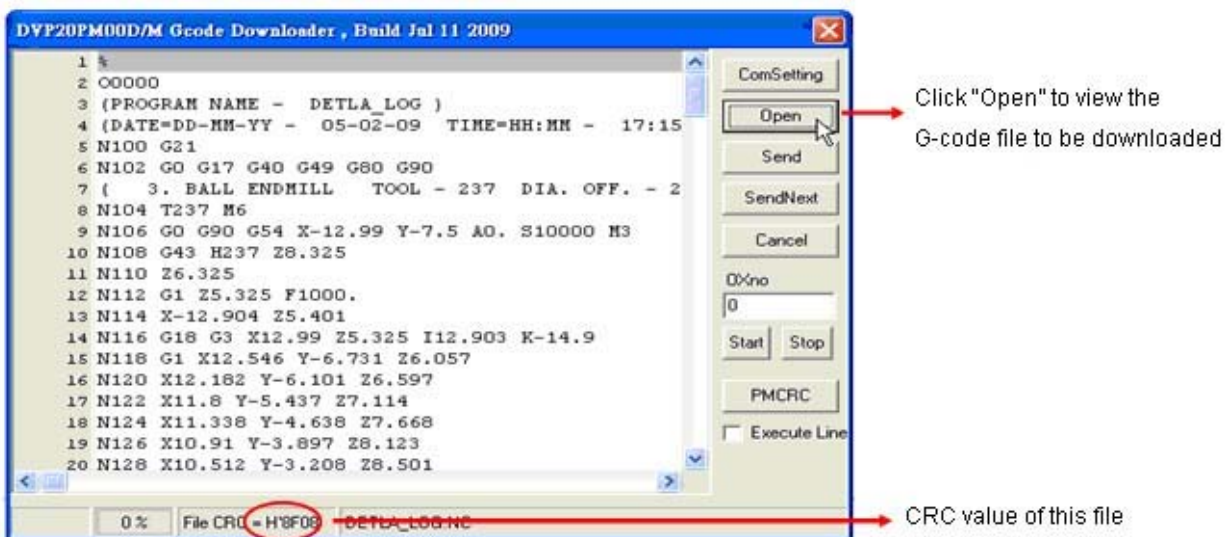 DVP20PM00D/M Gcode Downloader , Build Jul 11 2009
1 %
2 O0000
3 (PROGRAM NAME - DETLA_LOG )
4 (DATE=DD-MM-YY - 05-02-09 TIME=HH:MM - 17:15
5 N100 G21
6 N102 G0 G17 G40 G49 G80 G90
7 ( 3. BALL ENDMILL TOOL - 237 DIA. OFF. - 2
8 N104 T237 M6
9 N106 G0 G90 G54 X-12.99 Y-7.5 A0. S10000 M3
10 N108 G43 H237 Z8.325
11 N110 Z6.325
12 N112 G1 Z5.325 F1000.
13 N114 X-12.904 Z5.401
14 N116 G18 G3 X12.99 Z5.325 I12.903 K-14.9
15 N118 G1 X12.546 Y-6.731 Z6.057
16 N120 X12.182 Y-6.101 Z6.597
17 N122 X11.8 Y-5.437 Z7.114
18 N124 X11.338 Y-4.638 Z7.668
19 N126 X10.91 Y-3.897 Z8.123
20 N128 X10.512 Y-3.208 Z8.501
ComSetting
Open
Send
SendNext
Cancel
OXno
0
Start Stop
PMCRC
Execute Line
Click "Open" to view the
G-code file to be downloaded
0 % File CRC = H'8F08 DETLA_LOG.NC
CRC value of this file